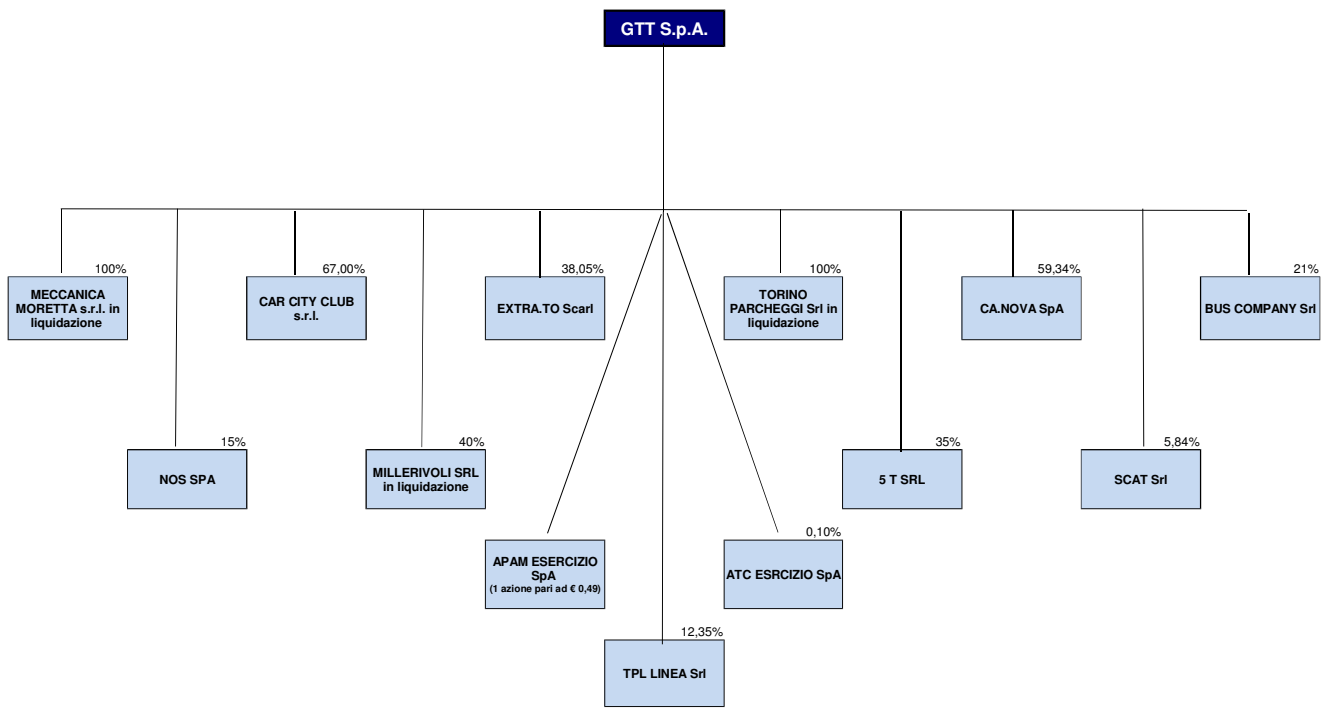 GTT S.p.A.
100%
MECCANICA
MORETTA s.r.l. in
liquidazione
67,00%
CAR CITY CLUB
s.r.l.
38,05%
EXTRA.TO Scarl
100%
TORINO
PARCHEGGI Srl in
liquidazione
59,34%
CA.NOVA SpA
21%
BUS COMPANY Srl
15%
NOS SPA
40%
MILLERIVOLI SRL
in liquidazione
35%
5 T SRL
5,84%
SCAT Srl
APAM ESERCIZIO
SpA
(1 azione pari ad € 0,49)
0,10%
ATC ESRCIZIO SpA
12,35%
TPL LINEA Srl